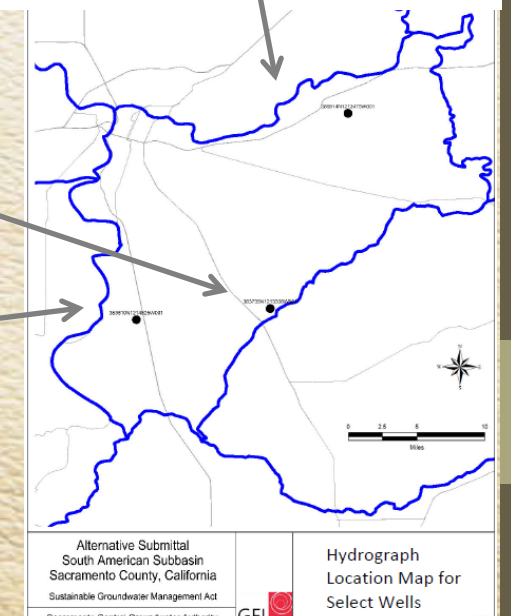 N
W
E
S
0 2.5 5 10
Miles
Alternative Submittal
South American Subbasin
Sacramento County, California
Sustainable Groundwater Management Act
GEI
Hydrograph
Location Map for
Select Wells